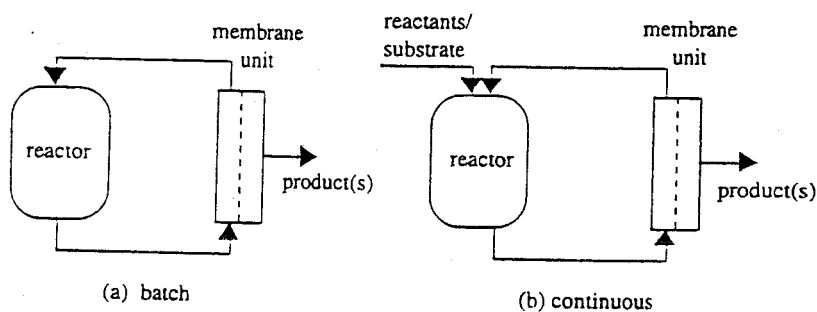 membrane
unit
reactor
product(s)
(a) batch
reactants/
substrate
membrane
unit
reactor
product(s)
(b) continuous